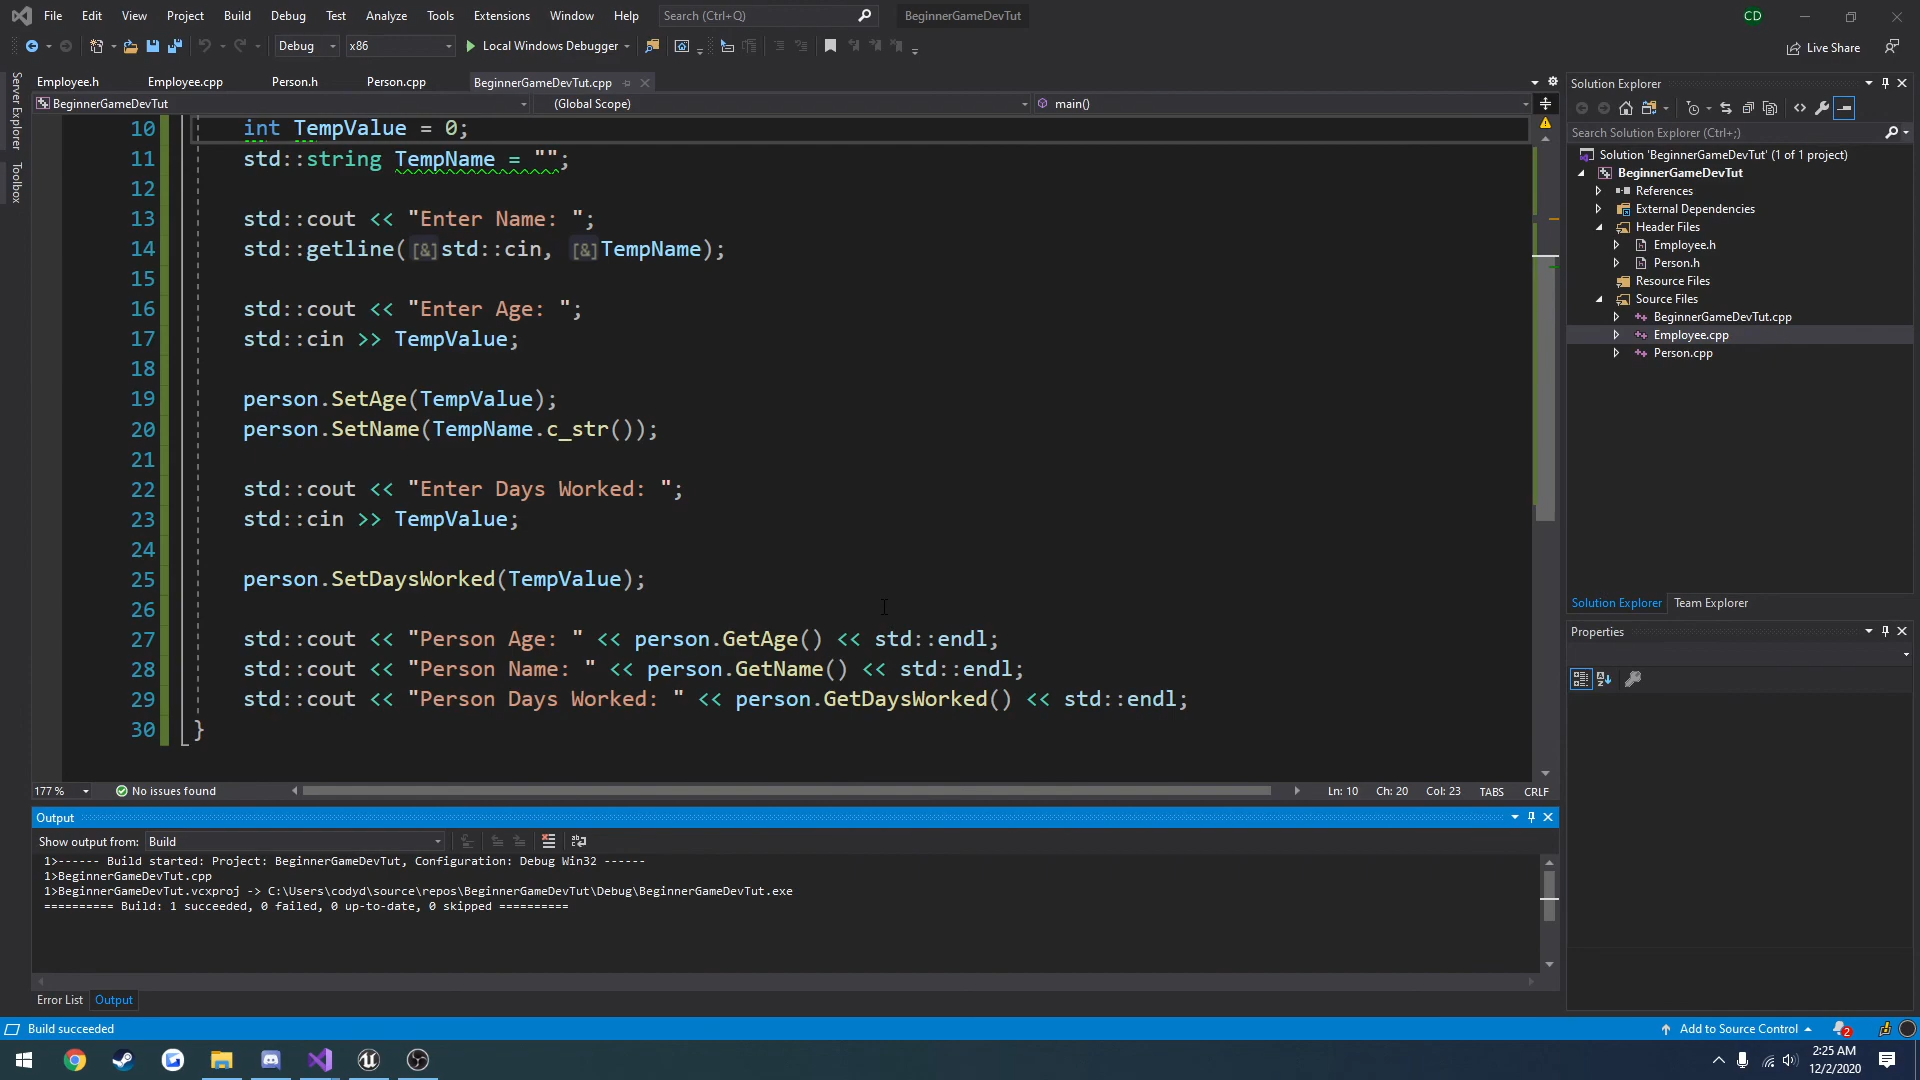 File Edit View Project Build Debug Test Analyze Tools Extensions Window Help Search (Ctrl+Q) BeginnerGameDevTut CD
Debug x86 Local Windows Debugger Live Share
Server Explorer
Toolbox
Employee.h Employee.cpp Person.h Person.cpp BeginnerGameDevTut.cpp
BeginnerGameDevTut (Global Scope) main()
10 int TempValue = 0;
11 std::string TempName = "";
12
13 std::cout << "Enter Name: ";
14 std::getline([&]std::cin, [&]TempName);
15
16 std::cout << "Enter Age: ";
17 std::cin >> TempValue;
18
19 person.SetAge(TempValue);
20 person.SetName(TempName.c_str());
21
22 std::cout << "Enter Days Worked: ";
23 std::cin >> TempValue;
24
25 person.SetDaysWorked(TempValue);
26
27 std::cout << "Person Age: " << person.GetAge() << std::endl;
28 std::cout << "Person Name: " << person.GetName() << std::endl;
29 std::cout << "Person Days Worked: " << person.GetDaysWorked() << std::endl;
30 }
177 % No issues found Ln: 10 Ch: 20 Col: 23 TABS CRLF
Output
Show output from: Build
1>------ Build started: Project: BeginnerGameDevTut, Configuration: Debug Win32 ------
1>BeginnerGameDevTut.cpp
1>BeginnerGameDevTut.vcxproj -> C:\Users\codyd\source\repos\BeginnerGameDevTut\Debug\BeginnerGameDevTut.exe
========== Build: 1 succeeded, 0 failed, 0 up-to-date, 0 skipped ==========
Error List Output
Solution Explorer
Search Solution Explorer (Ctrl+;)
Solution 'BeginnerGameDevTut' (1 of 1 project)
BeginnerGameDevTut
References
External Dependencies
Header Files
Employee.h
Person.h
Resource Files
Source Files
BeginnerGameDevTut.cpp
Employee.cpp
Person.cpp
Solution Explorer Team Explorer
Properties
Build succeeded Add to Source Control 2
2:25 AM
12/2/2020